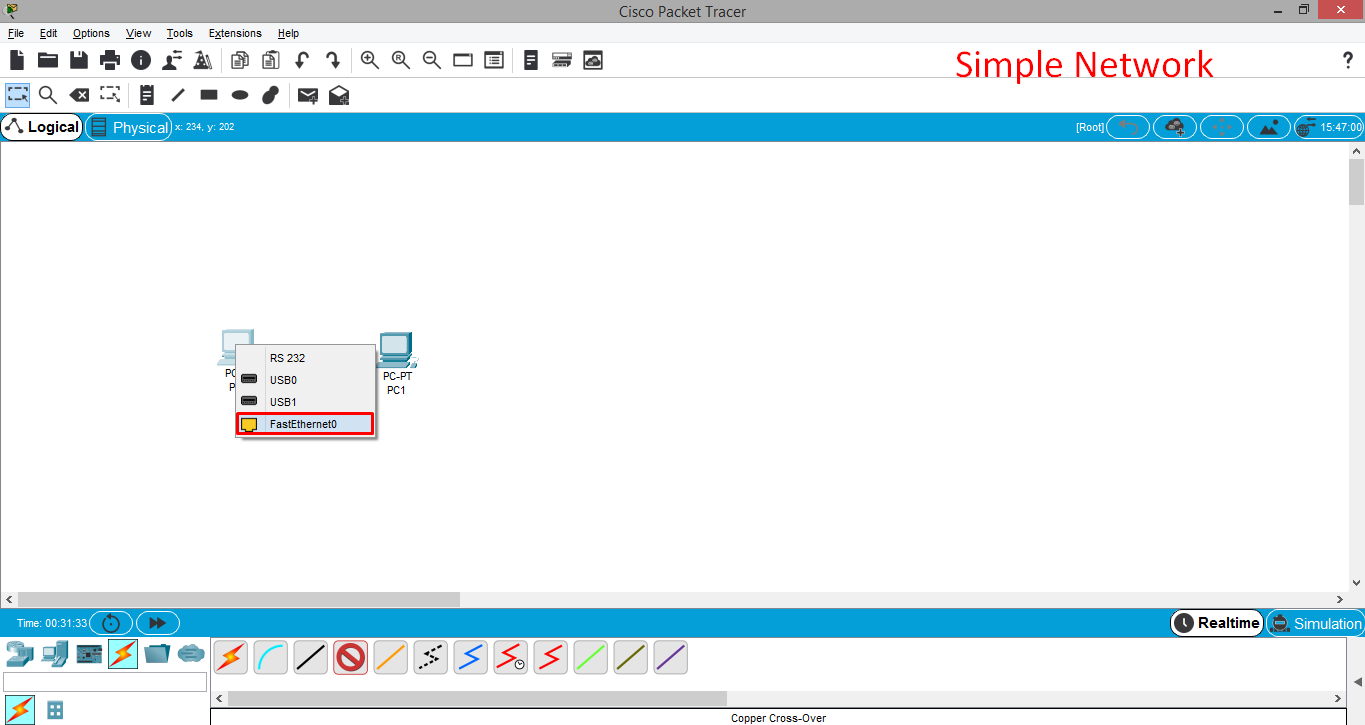 Cisco Packet Tracer
File Edit Options View Tools Extensions Help
Simple Network
?
Logical Physical x: 234, y: 202 [Root] 15:47:00
RS 232
USB0
USB1
FastEthernet0
PC-PT
PC1
Time: 00:31:33 Realtime Simulation
Copper Cross-Over